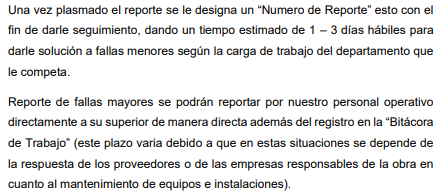 Una vez plasmado el reporte se le designa un “Numero de Reporte” esto con el
fin de darle seguimiento, dando un tiempo estimado de 1 – 3 días hábiles para
darle solución a fallas menores según la carga de trabajo del departamento que
le competa.
Reporte de fallas mayores se podrán reportar por nuestro personal operativo
directamente a su superior de manera directa además del registro en la “Bitácora
de Trabajo” (este plazo varia debido a que en estas situaciones se depende de
la respuesta de los proveedores o de las empresas responsables de la obra en
cuanto al mantenimiento de equipos e instalaciones).